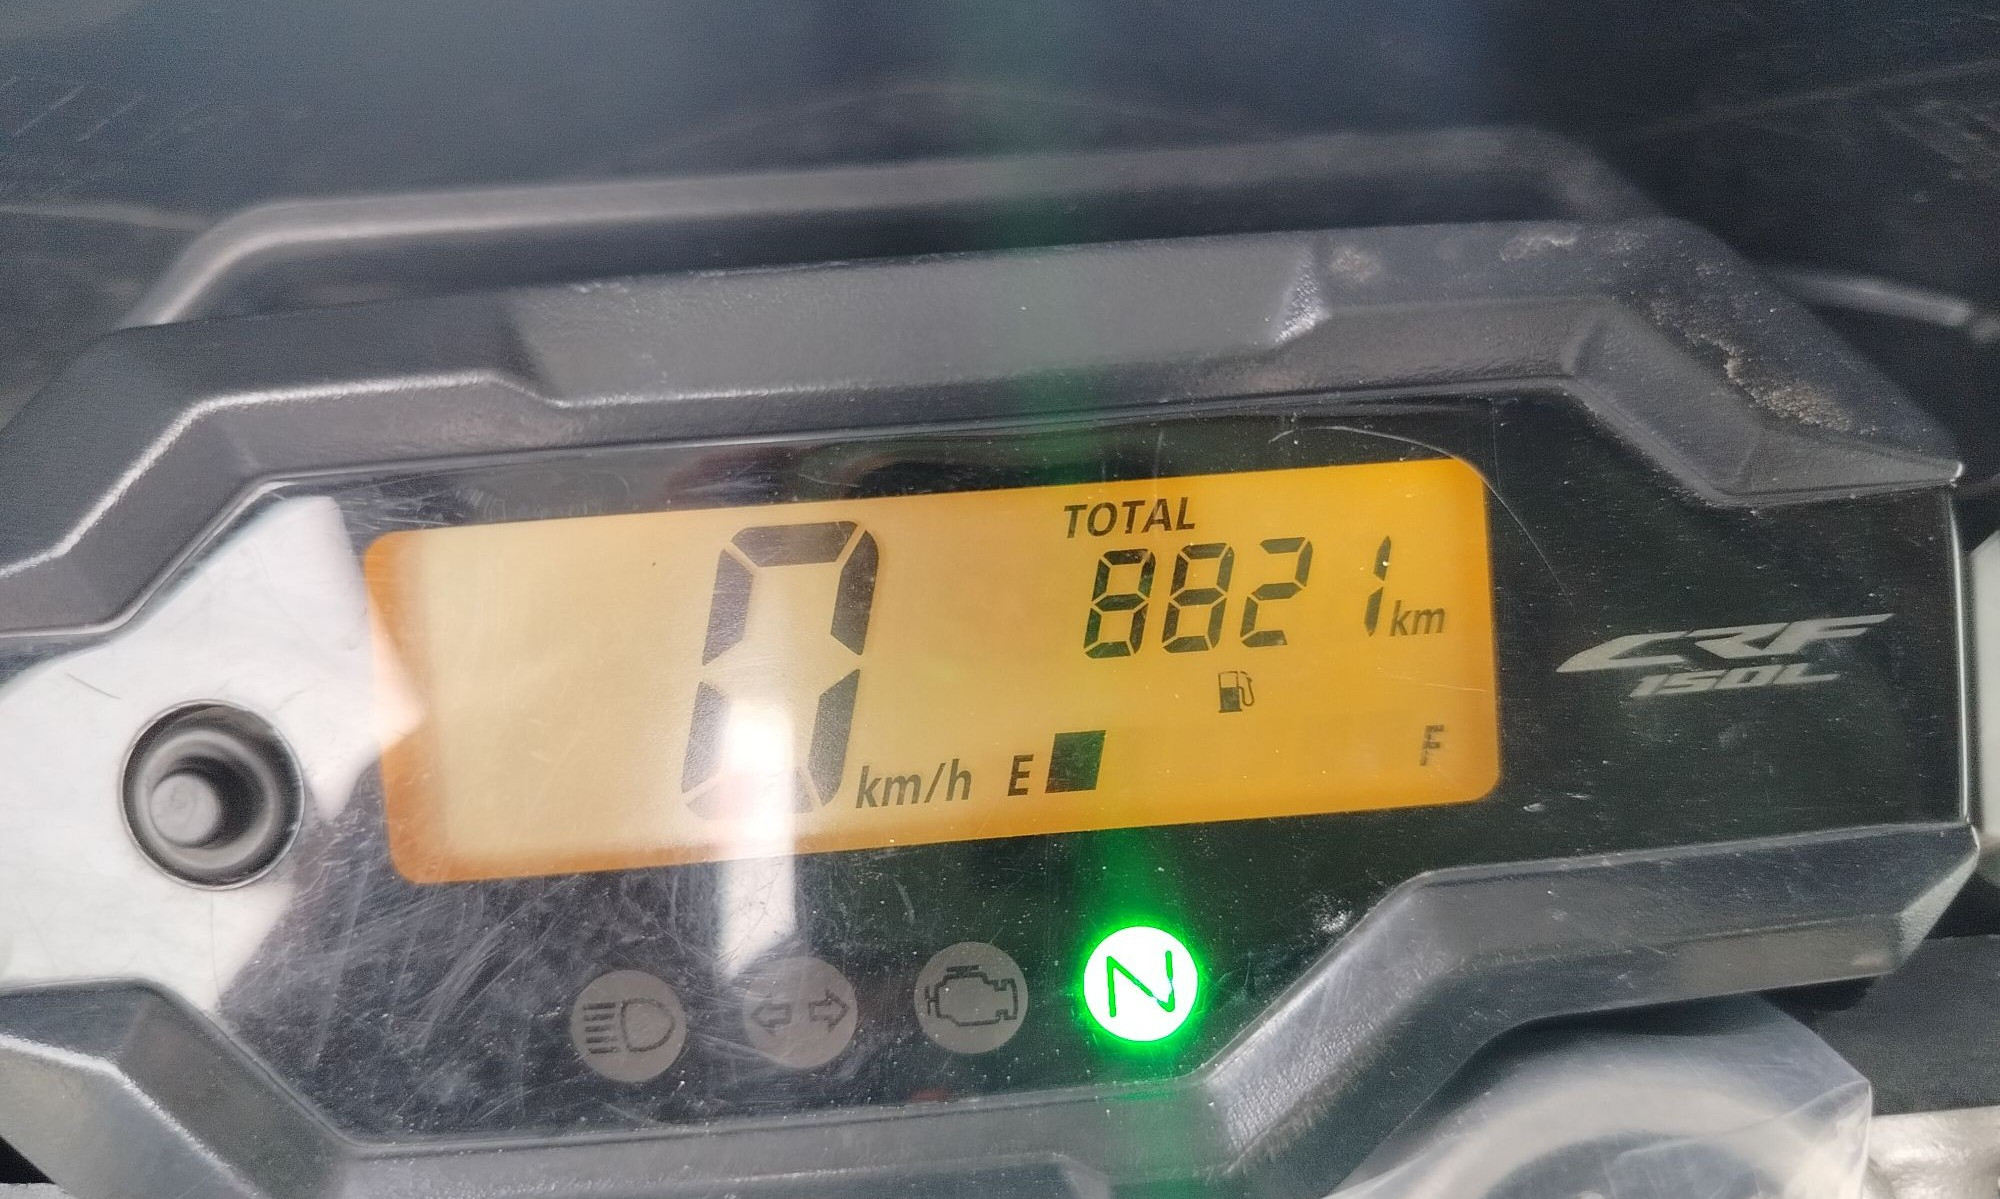 TOTAL
0 km/h
8821 km
E F
CRF
150L
N